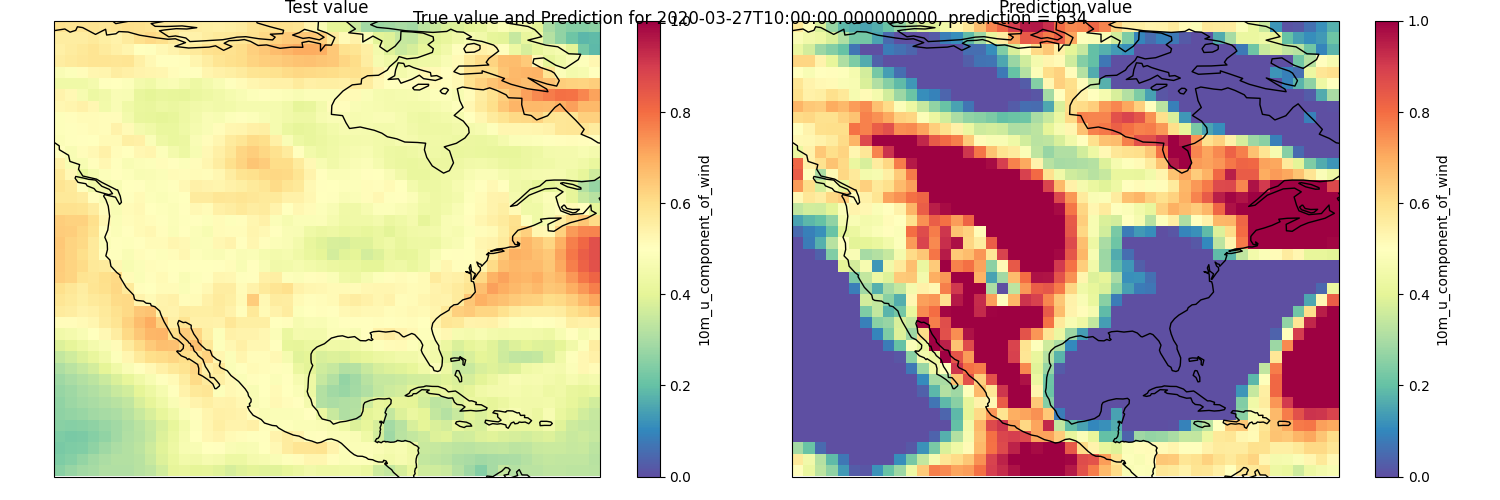 Test value
True value and Prediction for 2020-03-27T10:00:00.000000000, prediction = 634
Prediction value
1.0
0.8
0.6
0.4
0.2
0.0
10m_u_component_of_wind
1.0
0.8
0.6
0.4
0.2
0.0
10m_u_component_of_wind